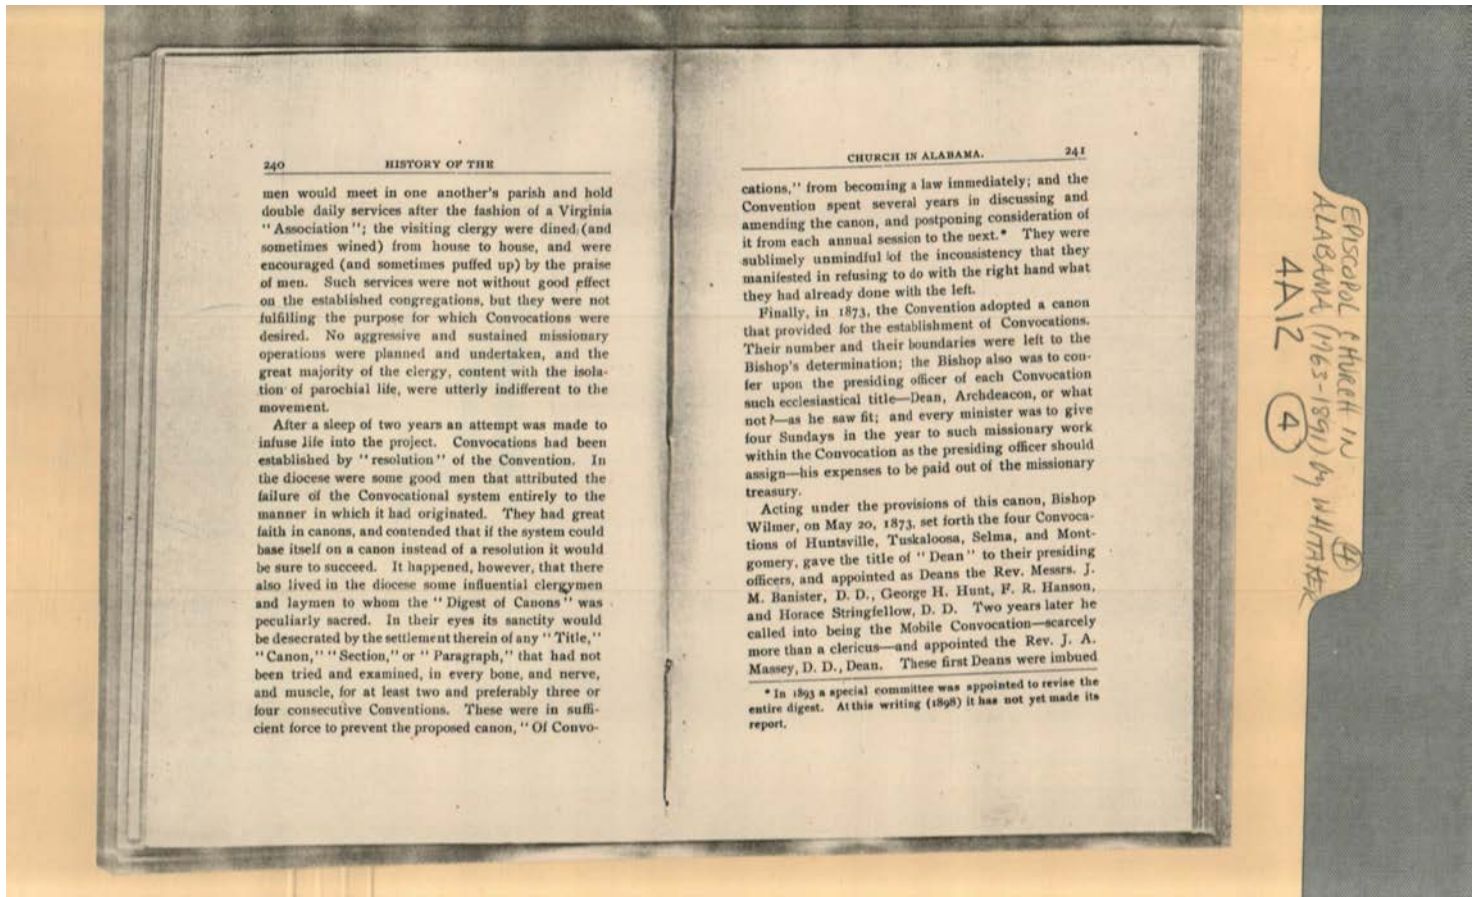 240 HISTORY OF THE
men would meet in one another's parish and hold
double daily services after the fashion of a Virginia
"Association"; the visiting clergy were dined (and
sometimes wined) from house to house, and were
encouraged (and sometimes puffed up) by the praise
of men. Such services were not without good effect
on the established congregations, but they were not
fulfilling the purpose for which Convocations were
desired. No aggressive and sustained missionary
operations were planned and undertaken, and the
great majority of the clergy, content with the isola-
tion of parochial life, were utterly indifferent to the
movement.
After a sleep of two years an attempt was made to
infuse life into the project. Convocations had been
established by "resolution" of the Convention. In
the diocese were some good men that attributed the
failure of the Convocational system entirely to the
manner in which it had originated. They had great
faith in canons, and contended that if the system could
base itself on a canon instead of a resolution it would
be sure to succeed. It happened, however, that there
also lived in the diocese some influential clergymen
and laymen to whom the "Digest of Canons" was
peculiarly sacred. In their eyes its sanctity would
be desecrated by the settlement therein of any "Title,"
"Canon," "Section," or "Paragraph," that had not
been tried and examined, in every bone, and nerve,
and muscle, for at least two and preferably three or
four consecutive Conventions. These were in suffi-
cient force to prevent the proposed canon, "Of Convo-
CHURCH IN ALABAMA. 241
cations," from becoming a law immediately; and the
Convention spent several years in discussing and
amending the canon, and postponing consideration of
it from each annual session to the next.* They were
sublimely unmindful of the inconsistency that they
manifested in refusing to do with the right hand what
they had already done with the left.
Finally, in 1873, the Convention adopted a canon
that provided for the establishment of Convocations.
Their number and their boundaries were left to the
Bishop's determination; the Bishop also was to con-
fer upon the presiding officer of each Convocation
such ecclesiastical title—Dean, Archdeacon, or what
not?—as he saw fit; and every minister was to give
four Sundays in the year to such missionary work
within the Convocation as the presiding officer should
assign—his expenses to be paid out of the missionary
treasury.
Acting under the provisions of this canon, Bishop
Wilmer, on May 20, 1873, set forth the four Convoca-
tions of Huntsville, Tuskaloosa, Selma, and Mont-
gomery, gave the title of "Dean" to their presiding
officers, and appointed as Deans the Rev. Messrs. J.
M. Banister, D. D., George H. Hunt, F. R. Hanson,
and Horace Stringfellow, D. D. Two years later he
called into being the Mobile Convocation—scarcely
more than a clericus—and appointed the Rev. J. A.
Massey, D. D., Dean. These first Deans were imbued
* In 1893 a special committee was appointed to revise the
entire digest. At this writing (1898) it has not yet made its
report.
EPISCOPOL CHURCH IN (4)
ALABAMA (1763-1891) by WHITAKER
4A12 (4)